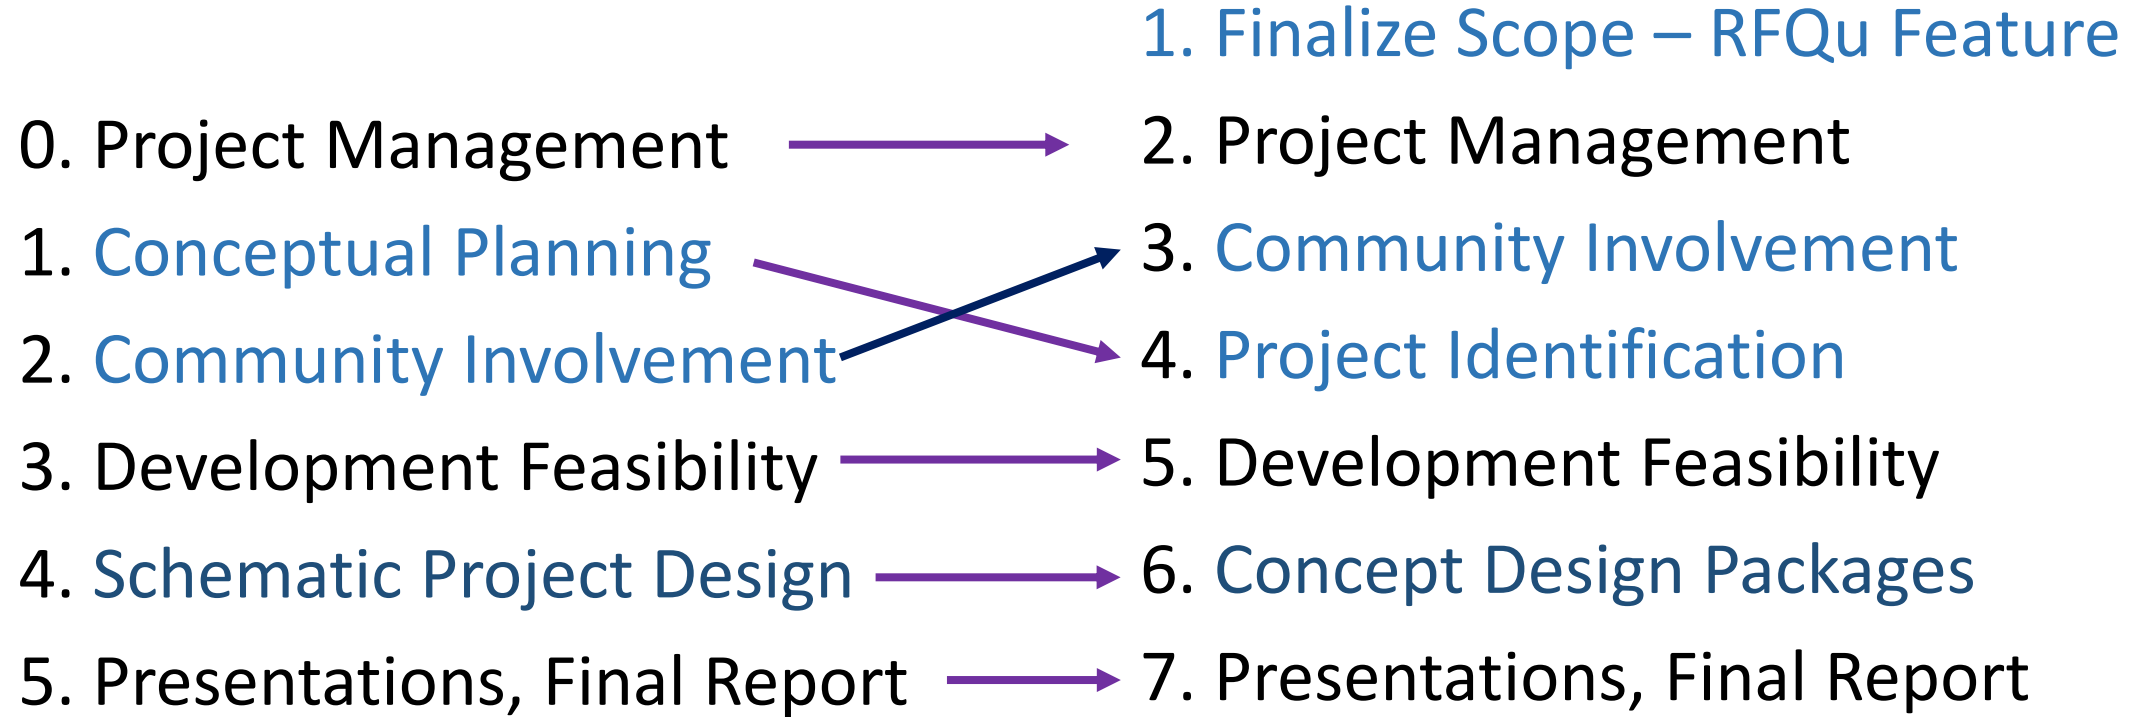 0. Project Management
1. Conceptual Planning
2. Community Involvement
3. Development Feasibility
4. Schematic Project Design
5. Presentations, Final Report
1. Finalize Scope – RFQu Feature
2. Project Management
3. Community Involvement
4. Project Identification
5. Development Feasibility
6. Concept Design Packages
7. Presentations, Final Report